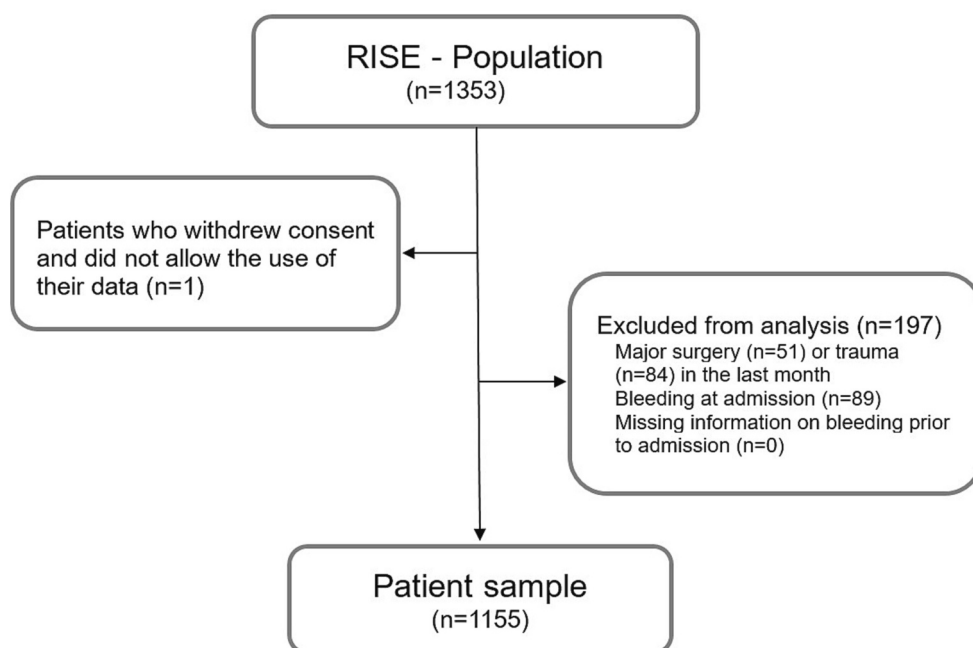 RISE - Population
(n=1353)
Patients who withdrew consent
and did not allow the use of
their data (n=1)
Excluded from analysis (n=197)
Major surgery (n=51) or trauma
(n=84) in the last month
Bleeding at admission (n=89)
Missing information on bleeding prior
to admission (n=0)
Patient sample
(n=1155)